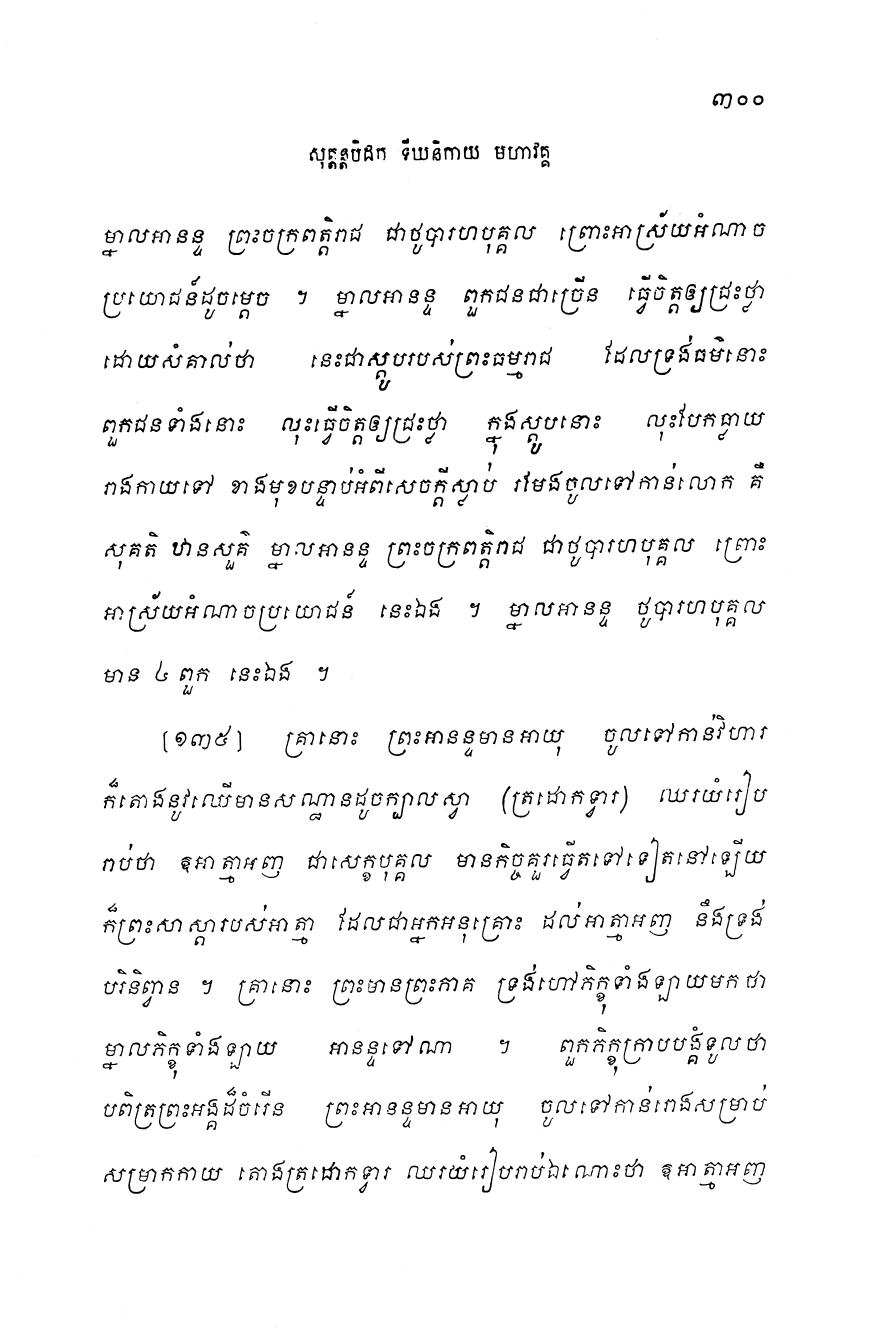 ៣០០
សុត្តន្តបិដក ទីឃនិកាយ មហាវគ្គ
ម្នាលអានន្ទ ព្រះចក្រពត្តិរាជ ជាថូបារហបុគ្គល ព្រោះអាស្រ័យអំណាច
ប្រយោជន៍ដូចម្តេច ។ ម្នាលអានន្ទ ពួកជនជាច្រើន ធ្វើចិត្តឲ្យជ្រះថ្លា
ដោយសំគាល់ថា នេះជាស្តូបរបស់ព្រះធម្មរាជ ដែលទ្រង់ធម៌នោះ
ពួកជនទាំងនោះ លុះធ្វើចិត្តឲ្យជ្រះថ្លា ក្នុងស្តូបនោះ លុះបែកធ្លាយ
រាងកាយទៅ ខាងមុខបន្ទាប់អំពីសេចក្តីស្លាប់ រមែងចូលទៅកាន់លោក គឺ
សុគតិ ឋានសួគ៌ ម្នាលអានន្ទ ព្រះចក្រពត្តិរាជ ជាថូបារហបុគ្គល ព្រោះ
អាស្រ័យអំណាចប្រយោជន៍ នេះឯង ។ ម្នាលអានន្ទ ថូបារហបុគ្គល
មាន ៤ ពួក នេះឯង ។
[១៣៥] គ្រានោះ ព្រះអានន្ទមានអាយុ ចូលទៅកាន់វិហារ
ក៏តោងនូវឈើមានសណ្ឋានដូចក្បាលស្វា (ត្រដោកទ្វារ) ឈរយំរៀប
រាប់ថា ឱអាត្មាអញ ជាសេក្ខបុគ្គល មានកិច្ចគួរធ្វើតទៅទៀតនៅឡើយ
ក៏ព្រះសាស្តារបស់អាត្មា ដែលជាអ្នកអនុគ្រោះ ដល់អាត្មាអញ នឹងទ្រង់
បរិនិព្វាន ។ គ្រានោះ ព្រះមានព្រះភាគ ទ្រង់ហៅភិក្ខុទាំងឡាយមកថា
ម្នាលភិក្ខុទាំងឡាយ អានន្ទទៅណា ។ ពួកភិក្ខុក្រាបបង្គំទូលថា
បពិត្រព្រះអង្គដ៏ចំរើន ព្រះអានន្ទមានអាយុ ចូលទៅកាន់រោងសម្រាប់
សម្រាកកាយ តោងត្រដោកទ្វារ ឈរយំរៀបរាប់ឯណោះថា ឱអាត្មាអញ